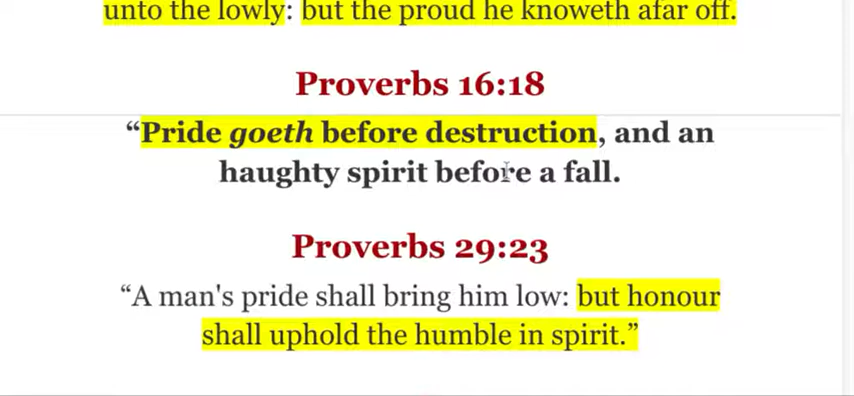 unto the lowly: but the proud he knoweth afar off.
Proverbs 16:18
“Pride goeth before destruction, and an
haughty spirit before a fall.
Proverbs 29:23
“A man's pride shall bring him low: but honour
shall uphold the humble in spirit.”